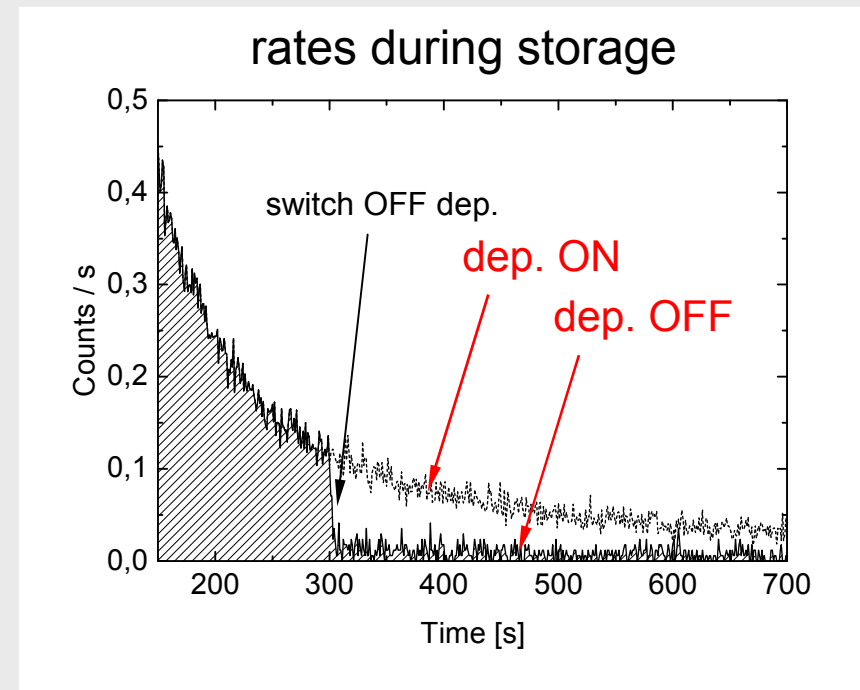 rates during storage
0,5
0,4
0,3
0,2
0,1
0,0
Counts / s
switch OFF dep.
dep. ON
dep. OFF
200 300 400 500 600 700
Time [s]